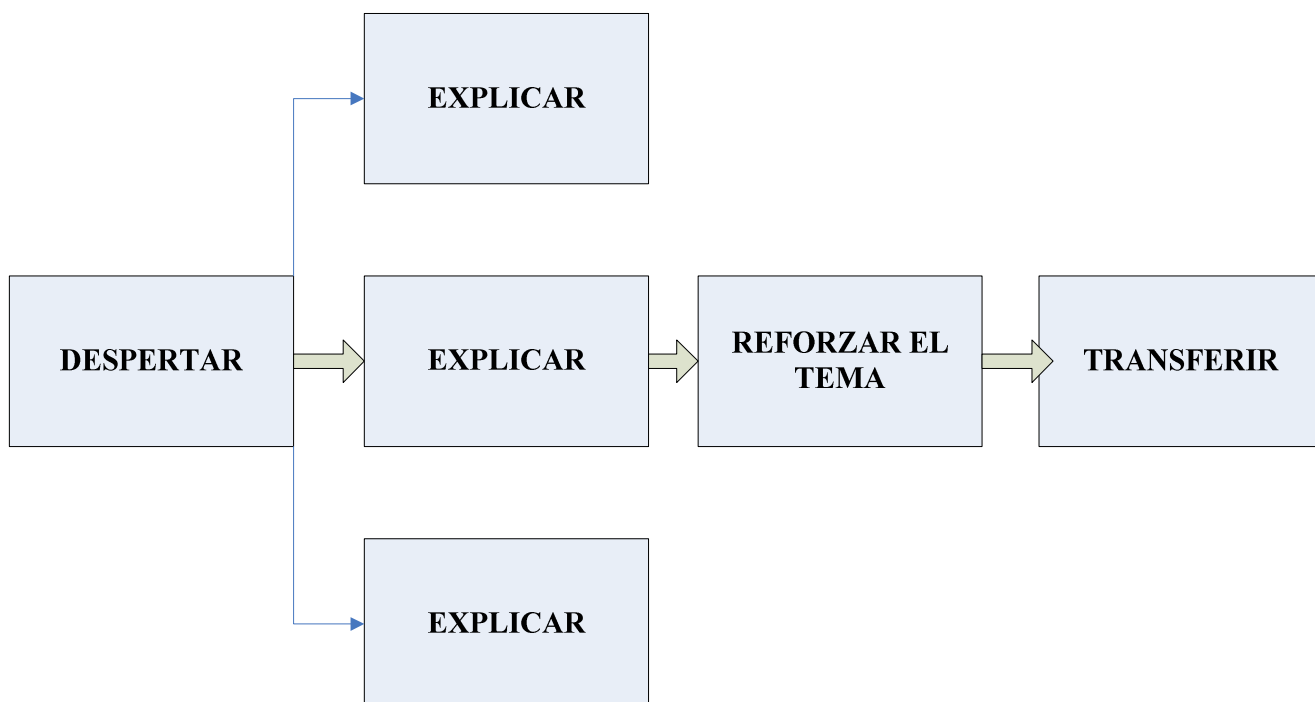 EXPLICAR
DESPERTAR
EXPLICAR
REFORZAR EL
TEMA
TRANSFERIR
EXPLICAR